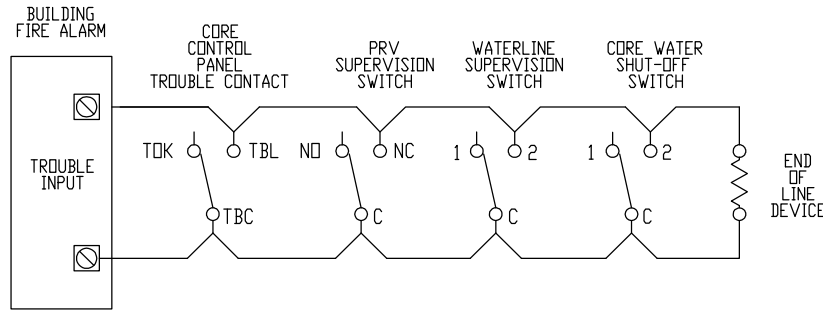 BUILDING
FIRE ALARM
CORE
CONTROL
PANEL
TROUBLE CONTACT
PRV
SUPERVISION
SWITCH
WATERLINE
SUPERVISION
SWITCH
CORE WATER
SHUT-OFF
SWITCH
TROUBLE
INPUT
TOK TBL NO NC 1 2 1 2
TBC C C C
END
OF
LINE
DEVICE